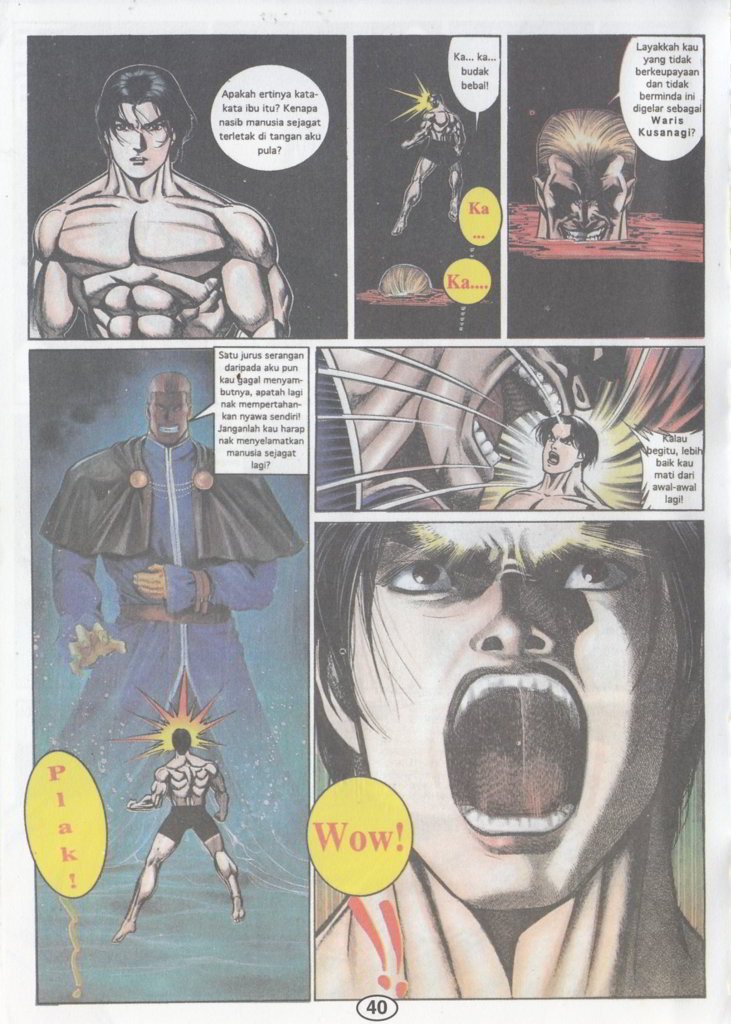 Apakah ertinya kata-
kata ibu itu? Kenapa
nasib manusia sejagat
terletak di tangan aku
pula?
Ka... ka...
budak
bebal!
Ka
...
Ka....
Layakkah kau
yang tidak
berkeupayaan
dan tidak
berminda ini
digelar sebagai
Waris
Kusanagi?
Satu jurus serangan
daripada aku pun
kau gagal menyam-
butnya, apatah lagi
nak mempertahan-
kan nyawa sendiri!
Janganlah kau harap
nak menyelamatkan
manusia sejagat
lagi?
Kalau
begitu, lebih
baik kau
mati dari
awal-awal
lagi!
Plak!
Wow!
!!
40